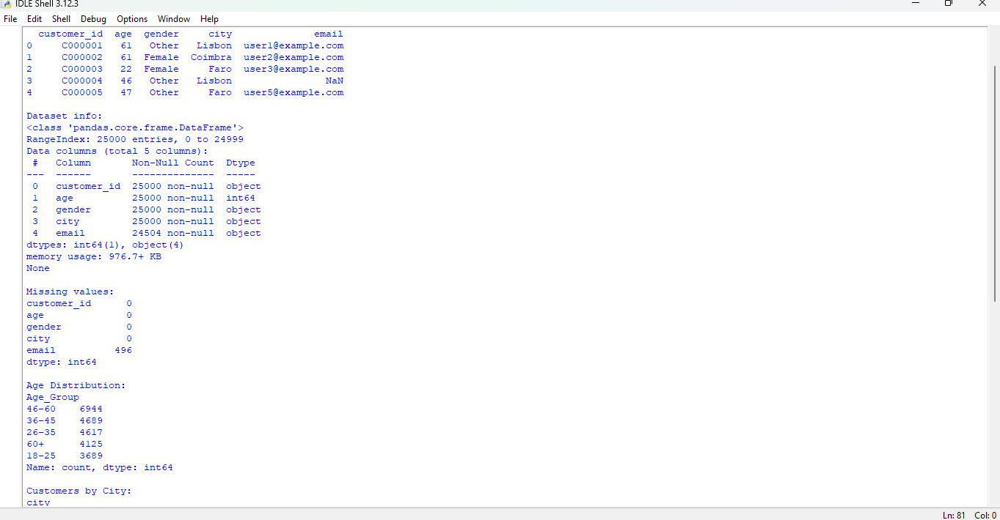 IDLE Shell 3.12.3
File Edit Shell Debug Options Window Help
  customer_id  age  gender     city              email
0     C000001   61   Other   Lisbon  user1@example.com
1     C000002   61  Female  Coimbra  user2@example.com
2     C000003   22  Female     Faro  user3@example.com
3     C000004   46   Other   Lisbon                NaN
4     C000005   47   Other     Faro  user5@example.com
Dataset info:
<class 'pandas.core.frame.DataFrame'>
RangeIndex: 25000 entries, 0 to 24999
Data columns (total 5 columns):
 #   Column       Non-Null Count  Dtype
---  ------       --------------  -----
 0   customer_id  25000 non-null  object
 1   age          25000 non-null  int64
 2   gender       25000 non-null  object
 3   city         25000 non-null  object
 4   email        24504 non-null  object
dtypes: int64(1), object(4)
memory usage: 976.7+ KB
None
Missing values:
customer_id      0
age              0
gender           0
city             0
email          496
dtype: int64
Age Distribution:
Age_Group
46-60    6944
36-45    4689
26-35    4617
60+      4125
18-25    3689
Name: count, dtype: int64
Customers by City:
city
Ln: 81 Col: 0